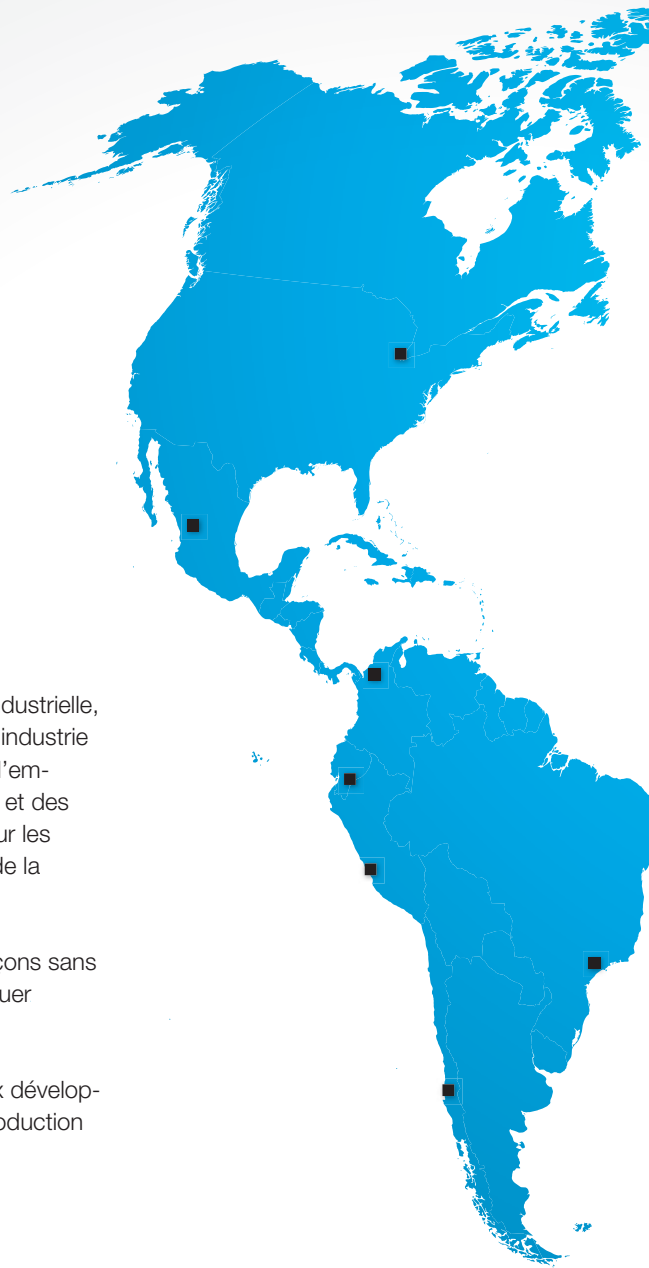 dustrielle,
industrie
l’em-
et des
ur les
de la
cons sans
uer
x dévelop-
oduction